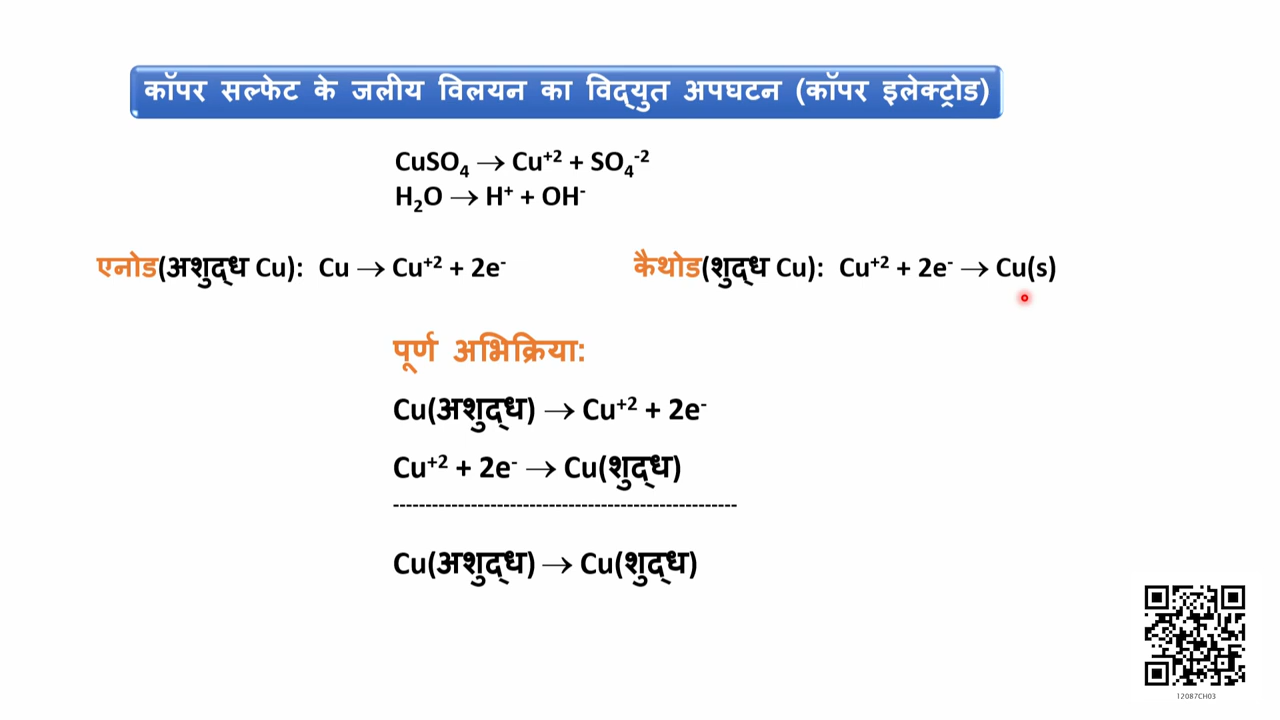 कॉपर सल्फेट के जलीय विलयन का विद्‌युत अपघटन (कॉपर इलेक्ट्रोड)
CuSO₄ → Cu⁺² + SO₄⁻²
H₂O → H⁺ + OH⁻
एनोड(अशुद्‌ध Cu): Cu → Cu⁺² + 2e⁻
कैथोड(शुद्‌ध Cu): Cu⁺² + 2e⁻ → Cu(s)
पूर्ण अभिक्रिया:
Cu(अशुद्‌ध) → Cu⁺² + 2e⁻
Cu⁺² + 2e⁻ → Cu(शुद्‌ध)
-----------------------------------------------------
Cu(अशुद्‌ध) → Cu(शुद्‌ध)
12087CH03